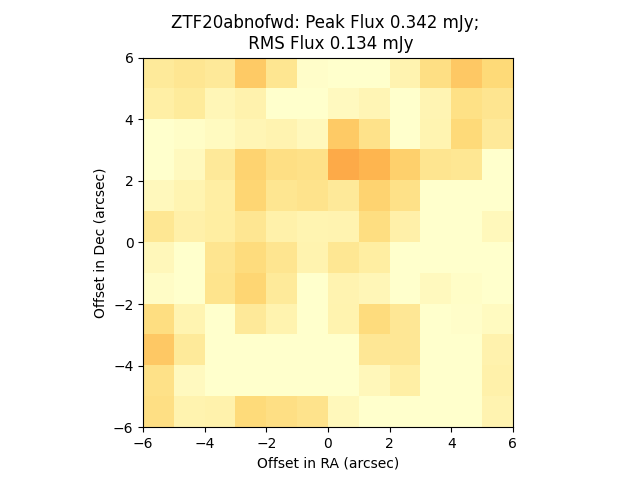 ZTF20abnofwd: Peak Flux 0.342 mJy;
RMS Flux 0.134 mJy
6
4
2
0
−2
−4
−6
Offset in Dec (arcsec)
−6 −4 −2 0 2 4 6
Offset in RA (arcsec)